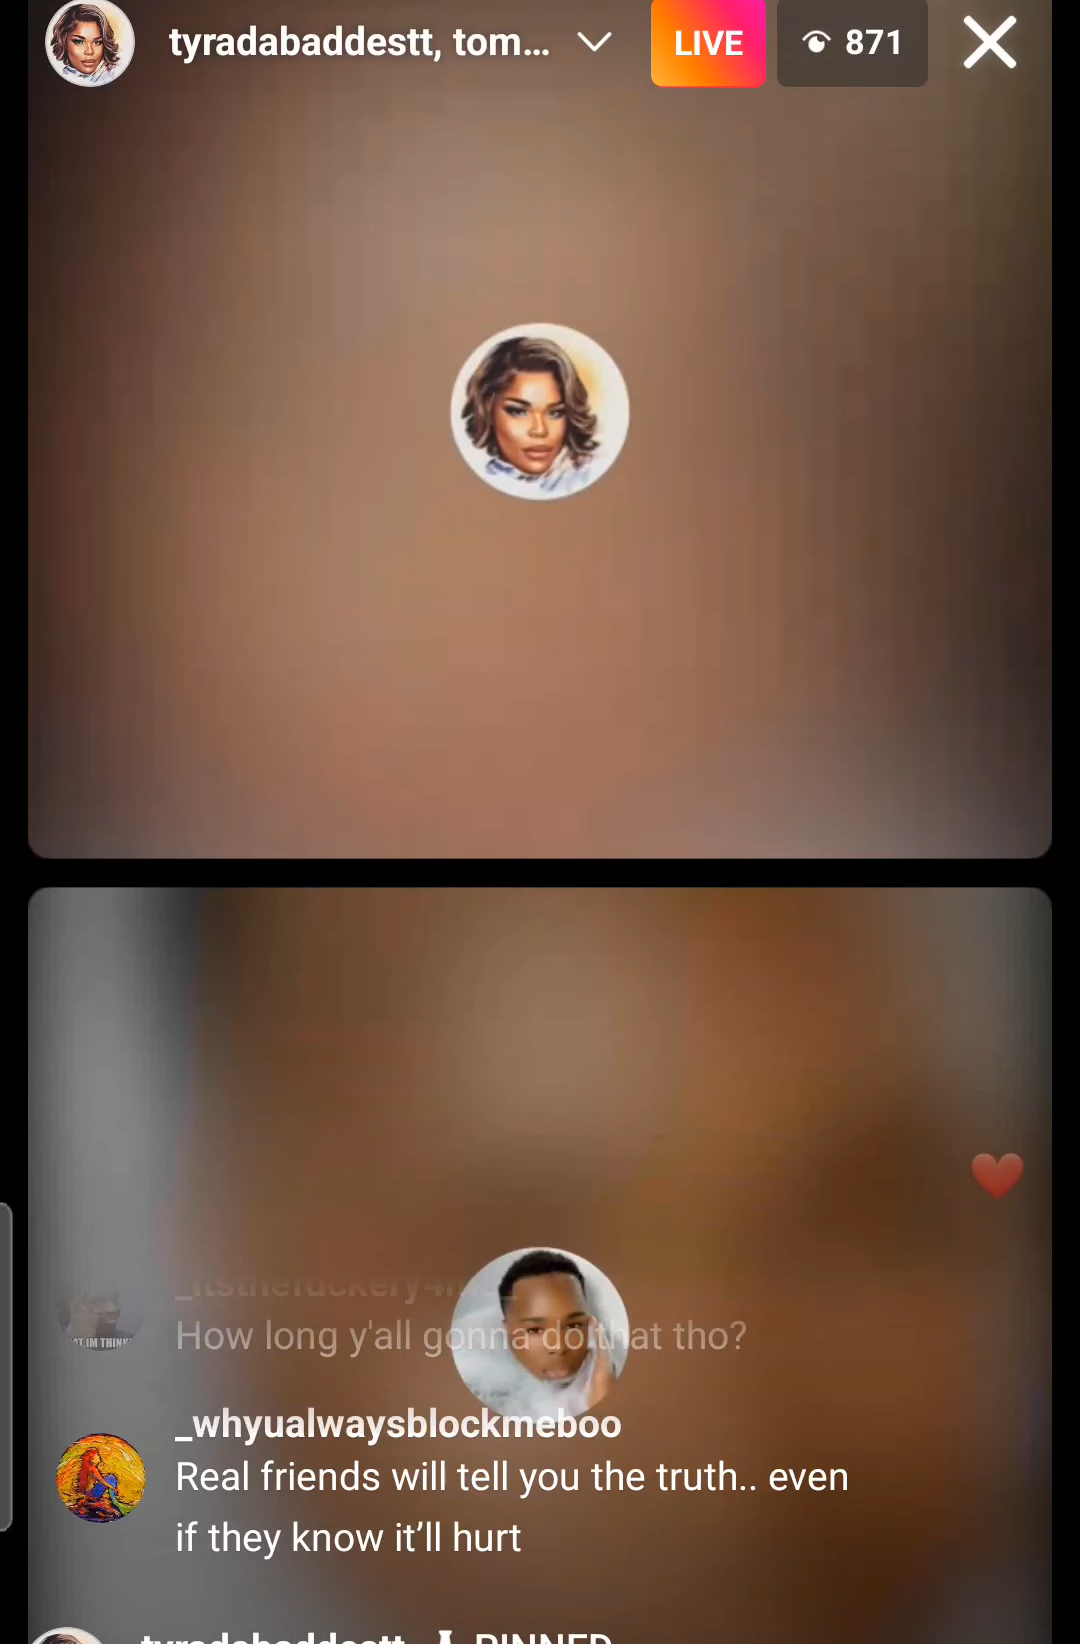 tyradabaddestt, tom...
LIVE
871
How long y'all gonna do that tho?
_whyualwaysblockmeboo
Real friends will tell you the truth.. even
if they know it’ll hurt
tyradabaddestt PINNED